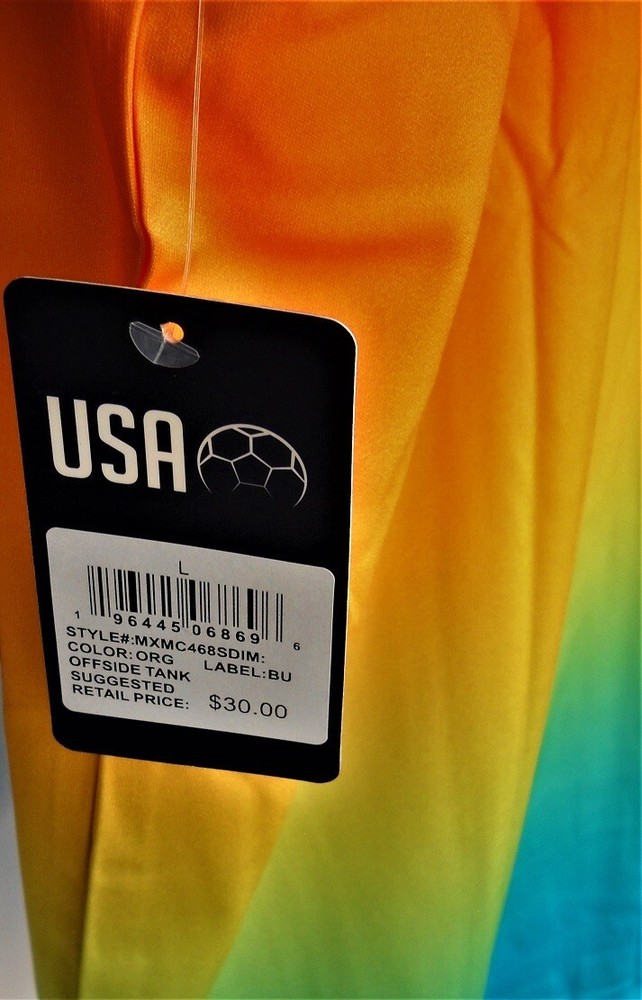 USA
L
1 96445 06869 6
STYLE#:MXMC468SDIM:
COLOR:ORG LABEL:BU
OFFSIDE TANK
SUGGESTED
RETAIL PRICE: $30.00